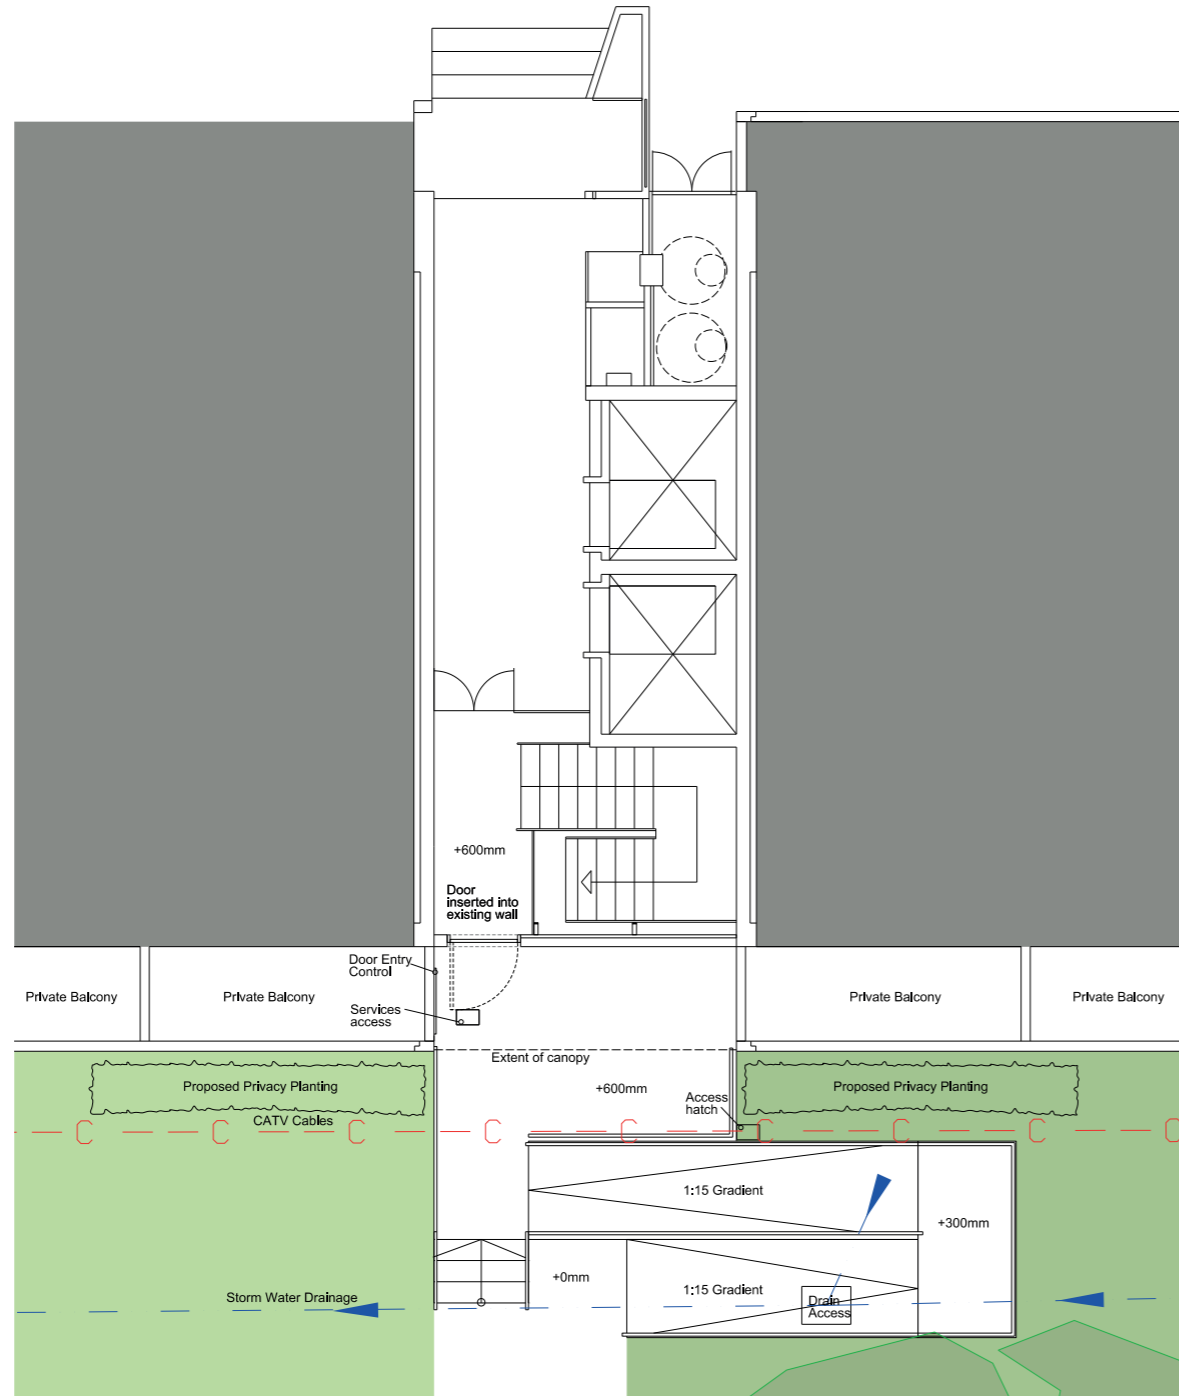 +600mm
Door
inserted into
existing wall
Door Entry
Control
Private Balcony
Private Balcony
Private Balcony
Private Balcony
Services
access
Extent of canopy
Proposed Privacy Planting
+600mm
Proposed Privacy Planting
Access
hatch
CATV Cables
C
C
C
C
C
C
C
C
C
1:15 Gradient
+300mm
+0mm
1:15 Gradient
Storm Water Drainage
Drain
Access